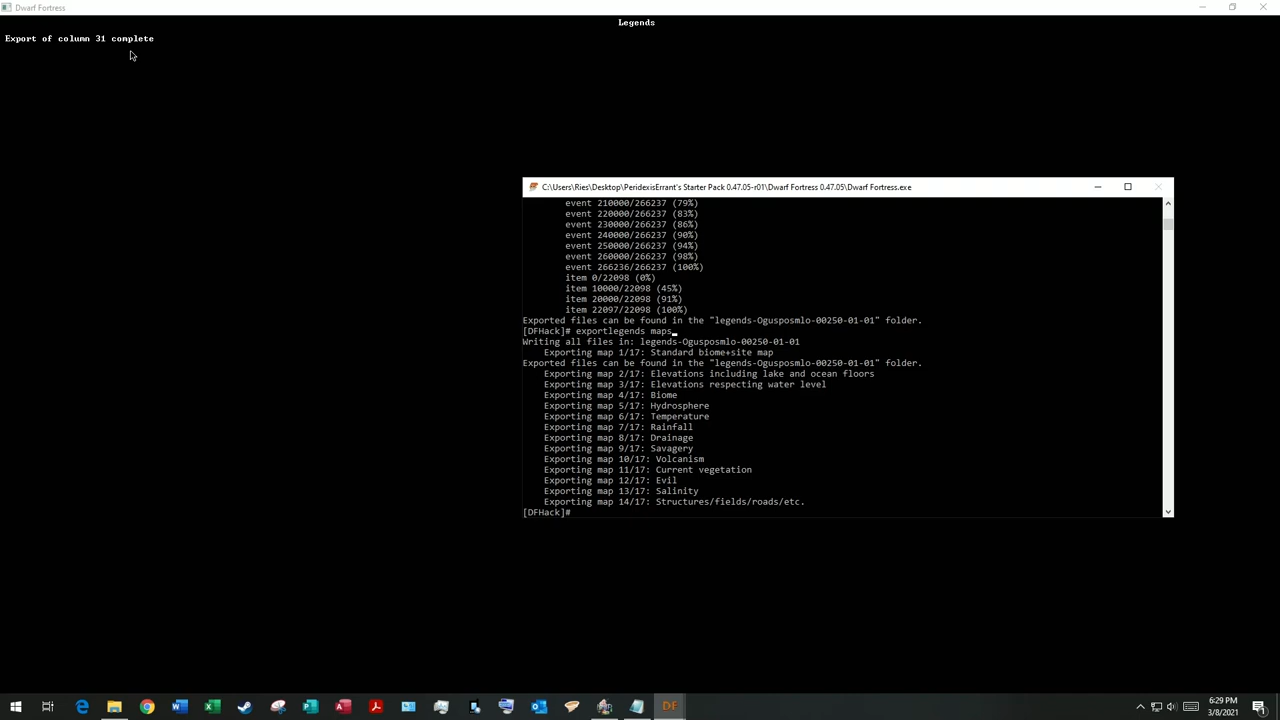 Dwarf Fortress
Legends
Export of column 31 complete
C:\Users\Ries\Desktop\PeridexisErrant's Starter Pack 0.47.05-r01\Dwarf Fortress 0.47.05\Dwarf Fortress.exe
event 210000/266237 (79%)
event 220000/266237 (83%)
event 230000/266237 (86%)
event 240000/266237 (90%)
event 250000/266237 (94%)
event 260000/266237 (98%)
event 266236/266237 (100%)
item 0/22098 (0%)
item 10000/22098 (45%)
item 20000/22098 (91%)
item 22097/22098 (100%)
Exported files can be found in the "legends-Ogusposmlo-00250-01-01" folder.
[DFHack]# exportlegends maps
Writing all files in: legends-Ogusposmlo-00250-01-01
Exporting map 1/17: Standard biome+site map
Exported files can be found in the "legends-Ogusposmlo-00250-01-01" folder.
Exporting map 2/17: Elevations including lake and ocean floors
Exporting map 3/17: Elevations respecting water level
Exporting map 4/17: Biome
Exporting map 5/17: Hydrosphere
Exporting map 6/17: Temperature
Exporting map 7/17: Rainfall
Exporting map 8/17: Drainage
Exporting map 9/17: Savagery
Exporting map 10/17: Volcanism
Exporting map 11/17: Current vegetation
Exporting map 12/17: Evil
Exporting map 13/17: Salinity
Exporting map 14/17: Structures/fields/roads/etc.
[DFHack]#
DF
6:29 PM
3/8/2021